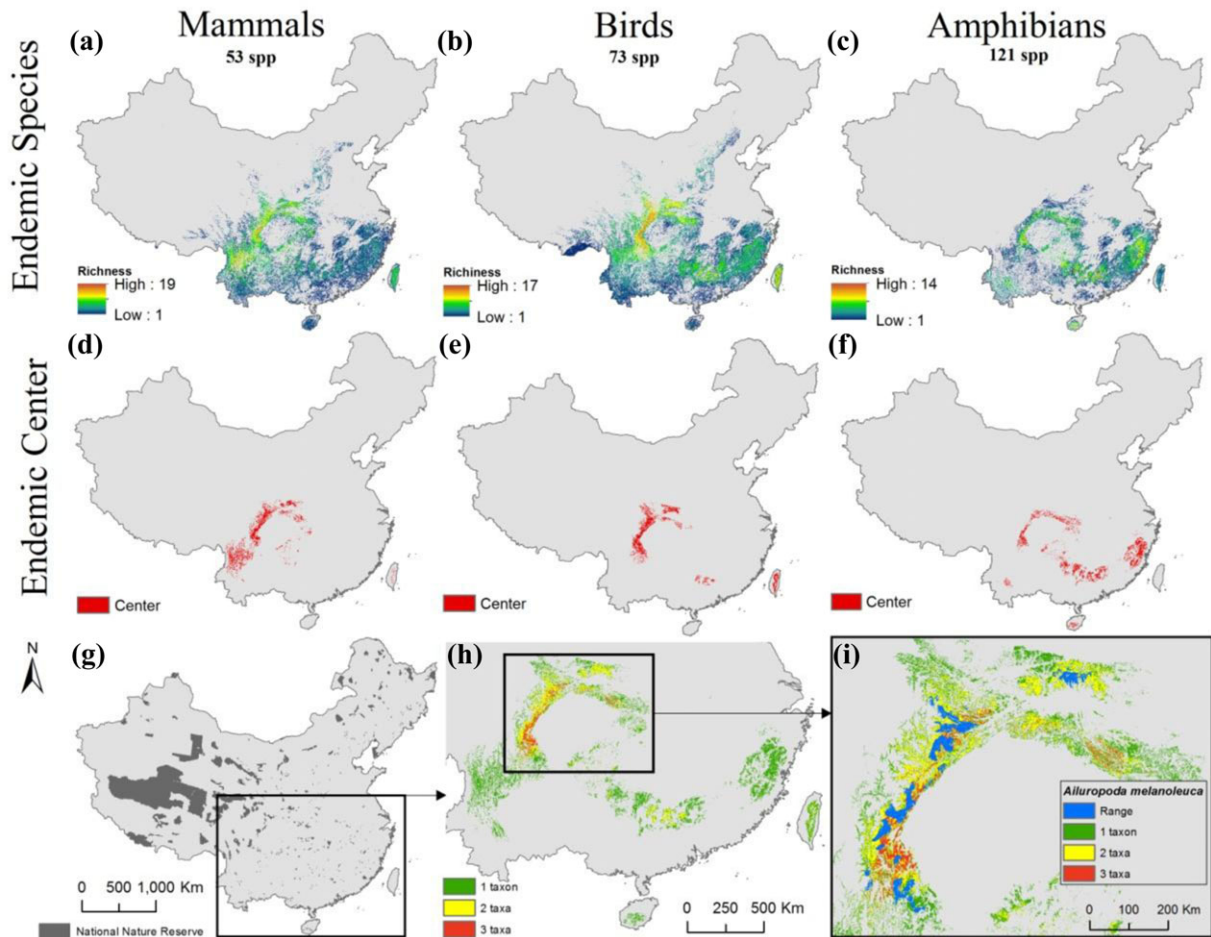 Mammals
53 spp
Birds
73 spp
Amphibians
121 spp
Endemic Species
(a)
Richness
High : 19
Low : 1
(b)
Richiness
High : 17
Low : 1
(c)
Richness
High : 14
Low : 1
Endemic Center
(d)
Center
(e)
Center
(f)
Center
N
(g)
0 500 1,000 Km
National Nature Reserve
(h)
1 taxon
2 taxa
3 taxa
0 250 500 Km
(i)
Ailuropoda melanoleuca
Range
1 taxon
2 taxa
3 taxa
0 100 200 Km